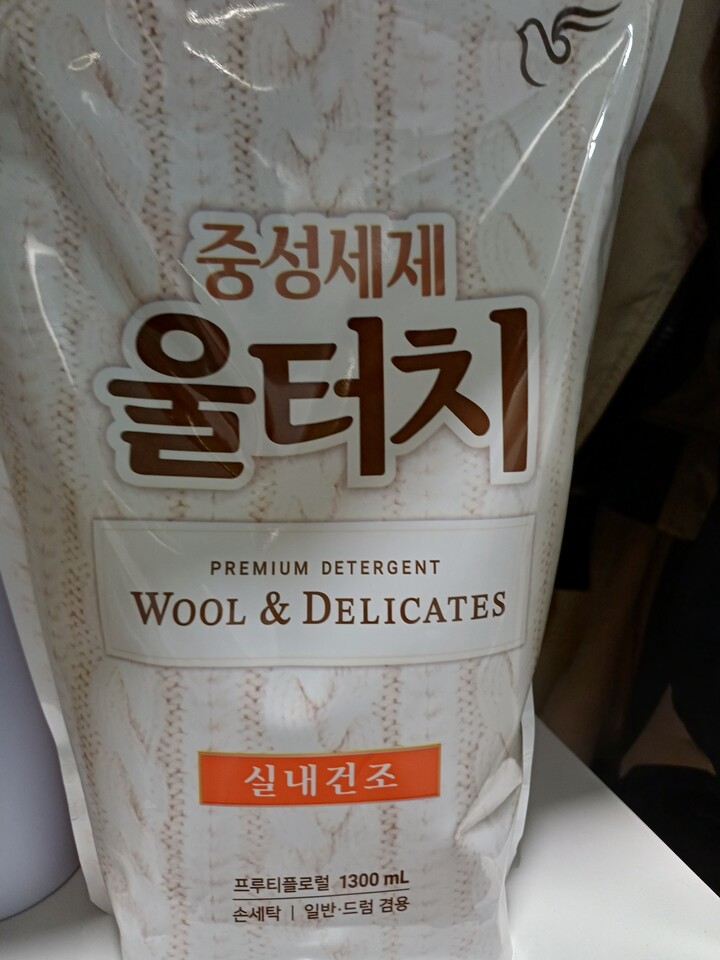 중성세제
울터치
PREMIUM DETERGENT
WOOL & DELICATES
실내건조
프루티플로럴 1300 mL
손세탁 | 일반·드럼 겸용